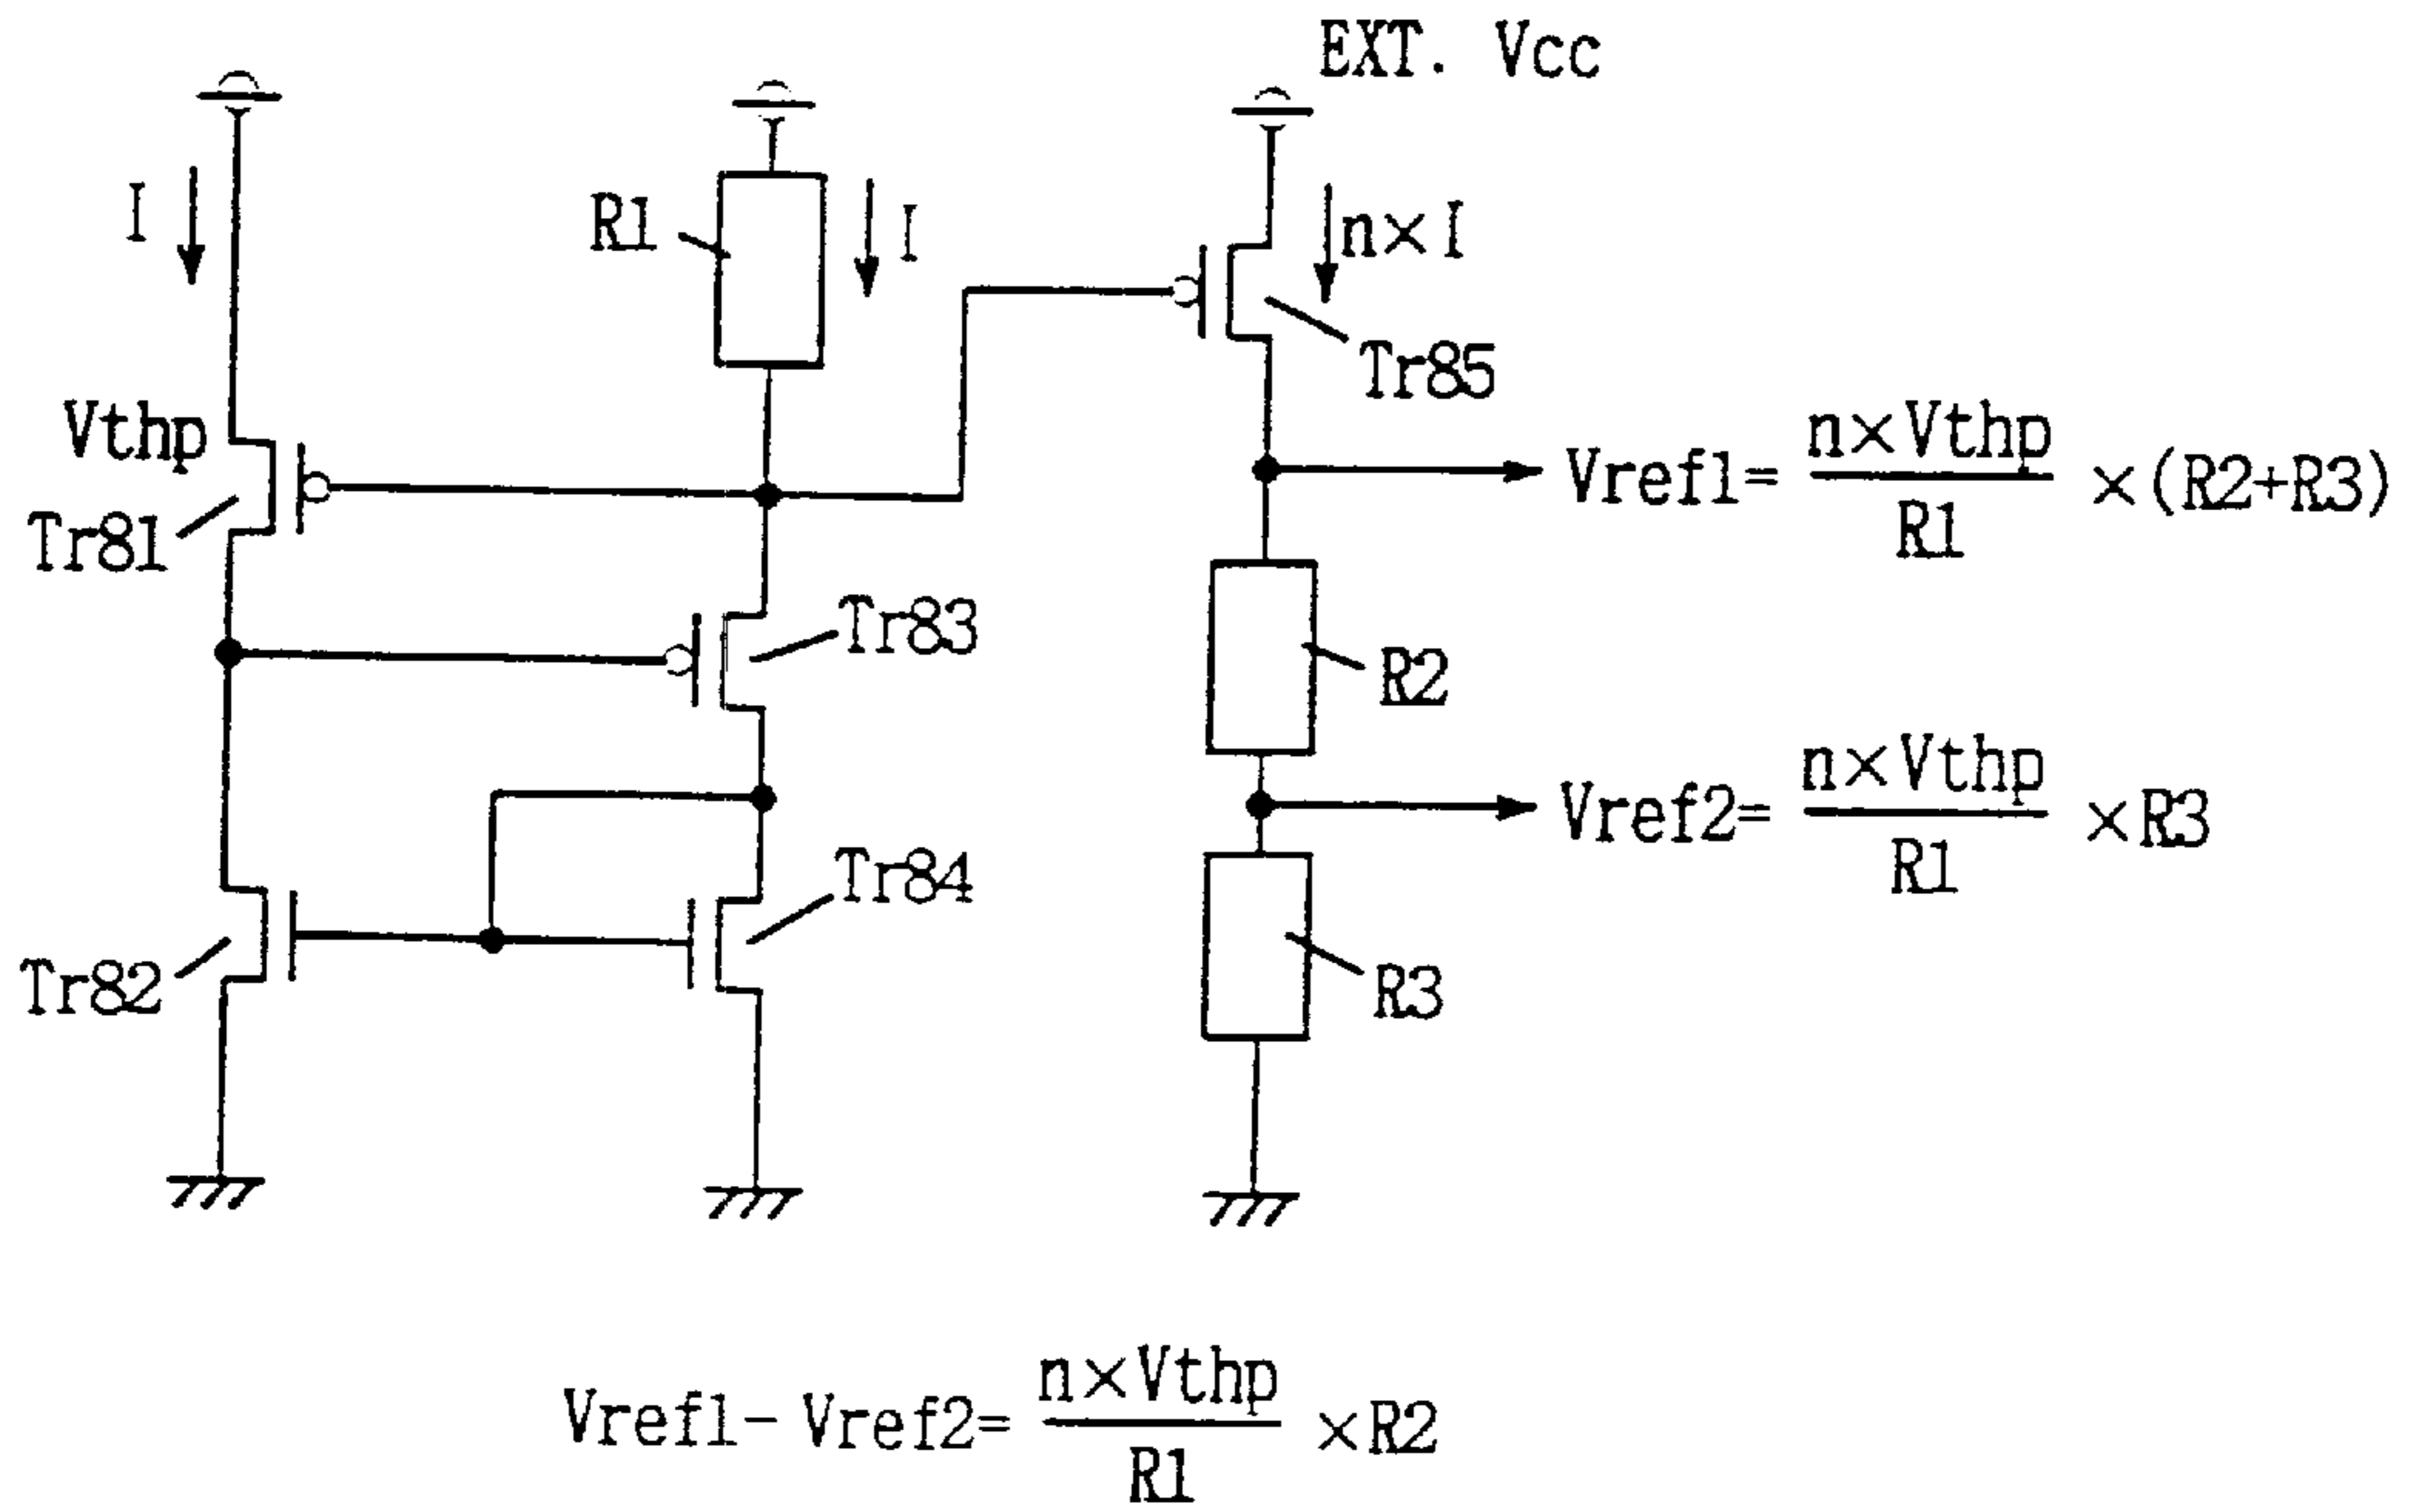 EXT. Vcc
I
R1
I
n×I
Tr85
Vthp
Tr81
Vref1= n×Vthp/R1 ×(R2+R3)
Tr83
R2
Vref2= n×Vthp/R1 ×R3
Tr84
Tr82
R3
Vref1- Vref2= n×Vthp/R1 ×R2